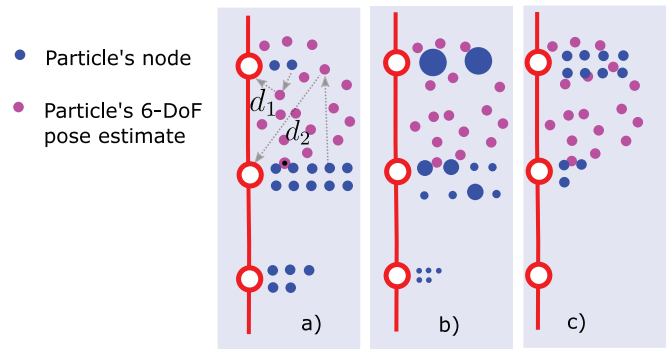 Particle's node
Particle's 6-DoF
pose estimate
d₁
d₂
a)
b)
c)